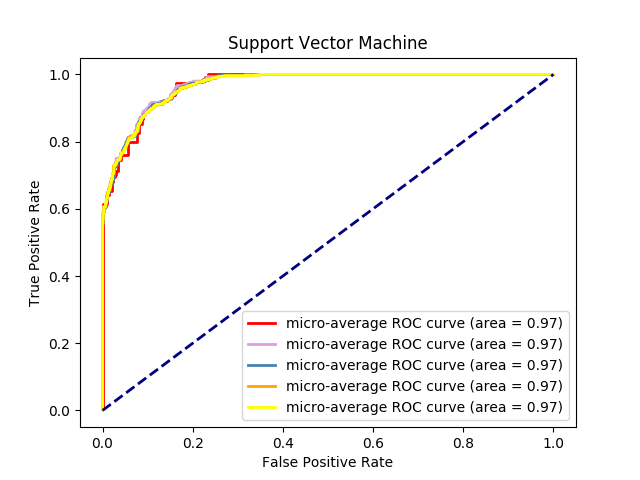 Support Vector Machine
1.0
0.8
0.6
0.4
0.2
0.0
True Positive Rate
micro-average ROC curve (area = 0.97)
micro-average ROC curve (area = 0.97)
micro-average ROC curve (area = 0.97)
micro-average ROC curve (area = 0.97)
micro-average ROC curve (area = 0.97)
0.0 0.2 0.4 0.6 0.8 1.0
False Positive Rate